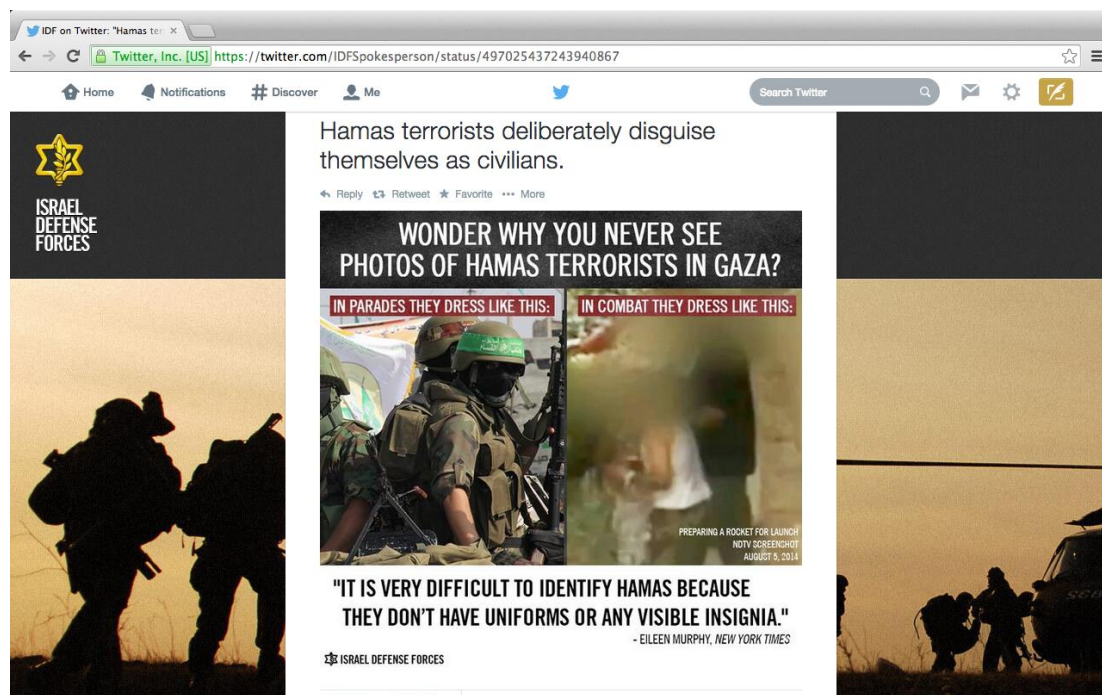 IDF on Twitter: "Hamas ter
Twitter, Inc. [US] https://twitter.com/IDFSpokesperson/status/497025437243940867
Home Notifications Discover Me Search Twitter
Hamas terrorists deliberately disguise
themselves as civilians.
Reply Retweet Favorite More
ISRAEL
DEFENSE
FORCES
WONDER WHY YOU NEVER SEE
PHOTOS OF HAMAS TERRORISTS IN GAZA?
IN PARADES THEY DRESS LIKE THIS: IN COMBAT THEY DRESS LIKE THIS:
PREPARING A ROCKET FOR LAUNCH
NDTV SCREENSHOT
AUGUST 5, 2014
"IT IS VERY DIFFICULT TO IDENTIFY HAMAS BECAUSE
THEY DON'T HAVE UNIFORMS OR ANY VISIBLE INSIGNIA."
- EILEEN MURPHY, NEW YORK TIMES
ISRAEL DEFENSE FORCES